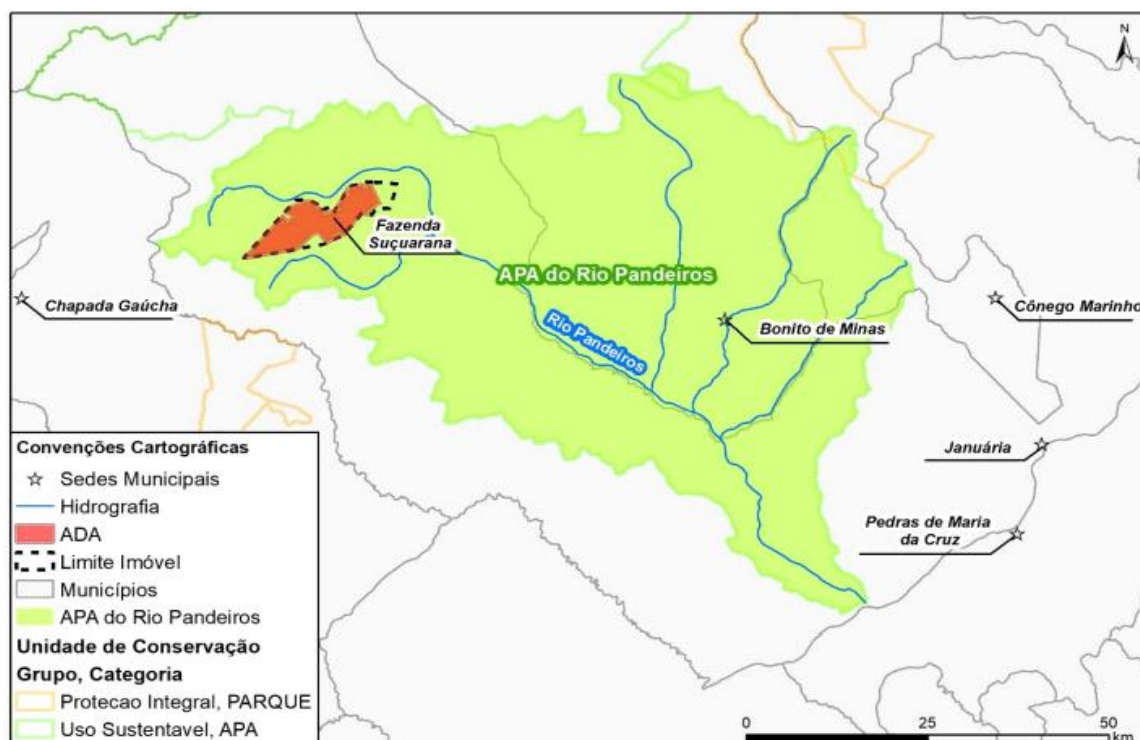 N
Fazenda
Suçuarana
APA do Rio Pandeiros
Chapada Gaúcha
Rio Pandeiros
Bonito de Minas
Cônego Marinho
Januária
Pedras de Maria
da Cruz
Convenções Cartográficas
Sedes Municipais
Hidrografia
ADA
Limite Imóvel
Municípios
APA do Rio Pandeiros
Unidade de Conservação
Grupo, Categoria
Protecao Integral, PARQUE
Uso Sustentavel, APA
0 25 50
km